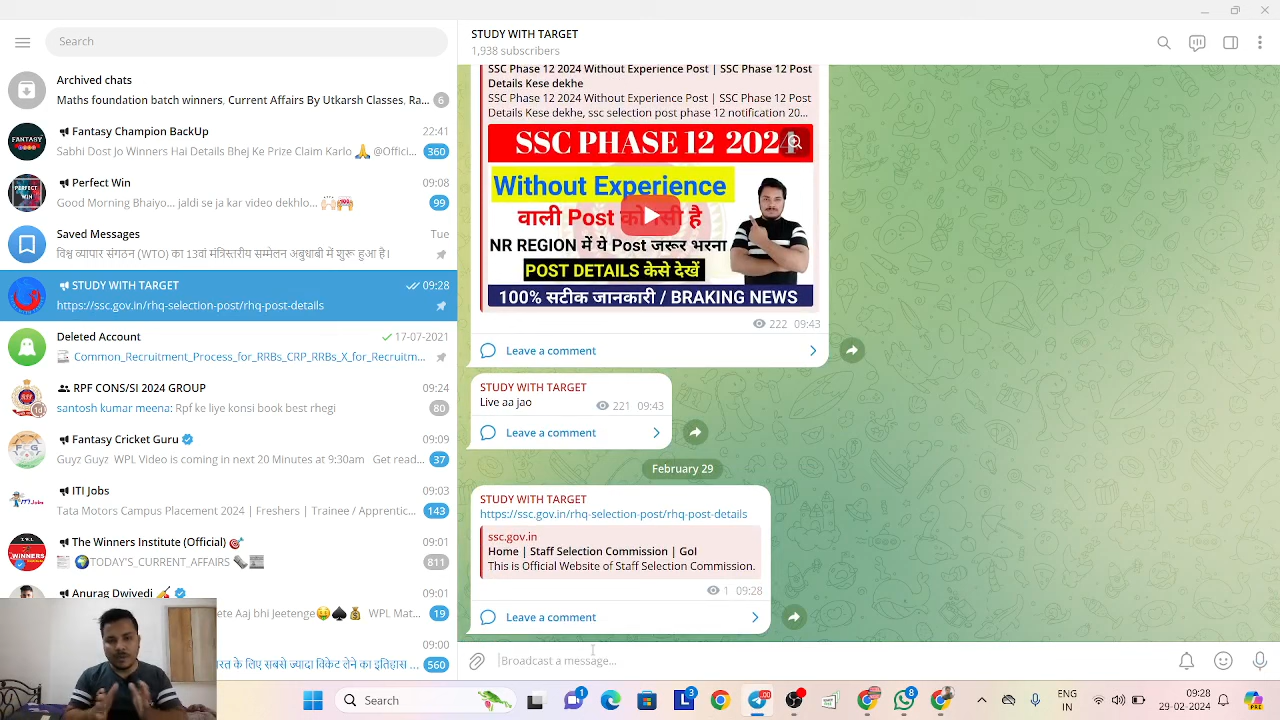 Search
Archived chats
Maths foundation batch winners, Current Affairs By Utkarsh Classes, Ra...
6
Fantasy Champion BackUp
22:41
Sabhi Dost Jo Winners Hai Details Bhej Ke Prize Claim Karlo 🙏 @Offici...
360
Perfect Win
09:08
Good Morning Bhaiyo... jaldi se ja kar video dekhlo...
99
Saved Messages
Tue
विश्व व्यापार संगठन (WTO) का 13वां मंत्रिस्तरीय सम्मेलन अबुधाबी में शुरू हुआ है।
STUDY WITH TARGET
09:28
https://ssc.gov.in/rhq-selection-post/rhq-post-details
Deleted Account
17-07-2021
Common_Recruitment_Process_for_RRBs_CRP_RRBs_X_for_Recruitm...
RPF CONS/SI 2024 GROUP
09:24
santosh kumar meena: Rpf ke liye konsi book best rhegi
80
1d
Fantasy Cricket Guru
09:09
Guyz Guyz WPL Video is coming in next 20 Minutes at 9:30am Get read...
37
ITI Jobs
09:03
Tata Motors Campus Placement 2024 | Freshers | Trainee / Apprentic...
143
The Winners Institute (Official)
09:01
TODAY'S_CURRENT_AFFAIRS
811
Anurag Dwivedi
09:01
ete Aaj bhi Jeetenge WPL Mat...
19
09:00
रत के लिए सबसे ज्यादा विकेट लेने का इतिहास ...
560
STUDY WITH TARGET
1,938 subscribers
SSC Phase 12 2024 Without Experience Post | SSC Phase 12 Post
Details Kese dekhe
SSC Phase 12 2024 Without Experience Post | SSC Phase 12 Post
Details Kese dekhe, ssc selection post phase 12 notification 20...
SSC PHASE 12 2024
Without Experience
वाली Post कौनसी है
NR REGION में ये Post जरूर भरना
POST DETAILS केसे देखें
100% सटीक जानकारी / BRAKING NEWS
222 09:43
Leave a comment
STUDY WITH TARGET
Live aa jao
221 09:43
Leave a comment
February 29
STUDY WITH TARGET
https://ssc.gov.in/rhq-selection-post/rhq-post-details
ssc.gov.in
Home | Staff Selection Commission | GoI
This is Official Website of Staff Selection Commission.
1 09:28
Leave a comment
Broadcast a message...
Search
1
3
8
ENG
IN
09:28
29-02-2024